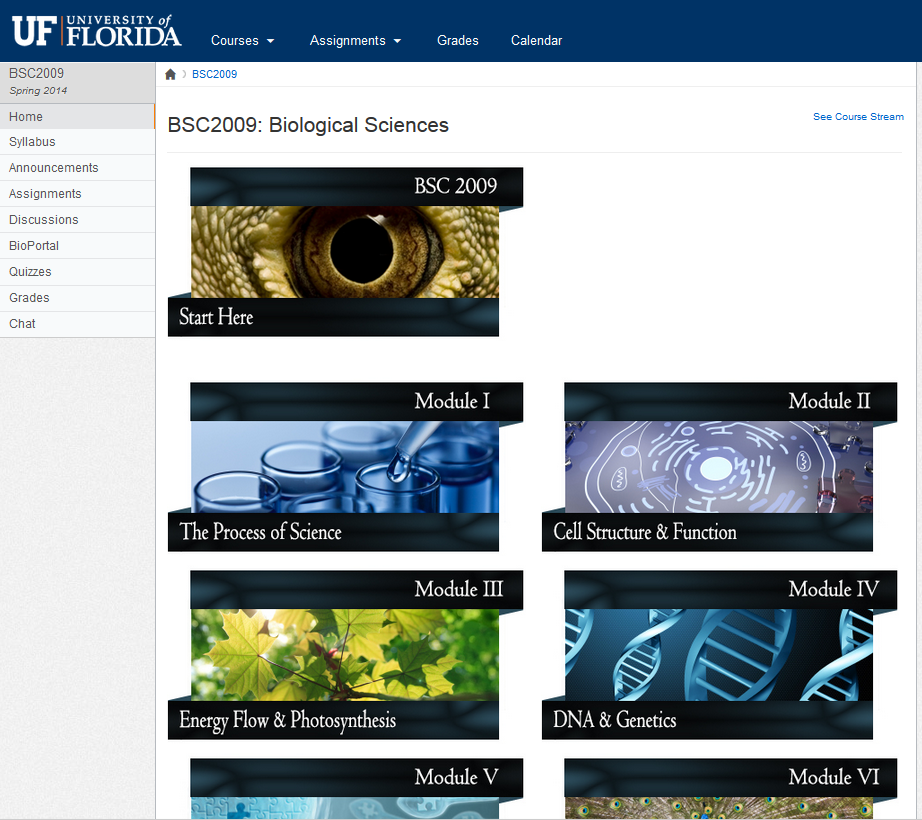 UF UNIVERSITY of
FLORIDA
Courses
Assignments
Grades
Calendar
BSC2009
Spring 2014
Home
Syllabus
Announcements
Assignments
Discussions
BioPortal
Quizzes
Grades
Chat
BSC2009
BSC2009: Biological Sciences
See Course Stream
BSC 2009
Start Here
Module I
The Process of Science
Module II
Cell Structure & Function
Module III
Energy Flow & Photosynthesis
Module IV
DNA & Genetics
Module V
Module VI